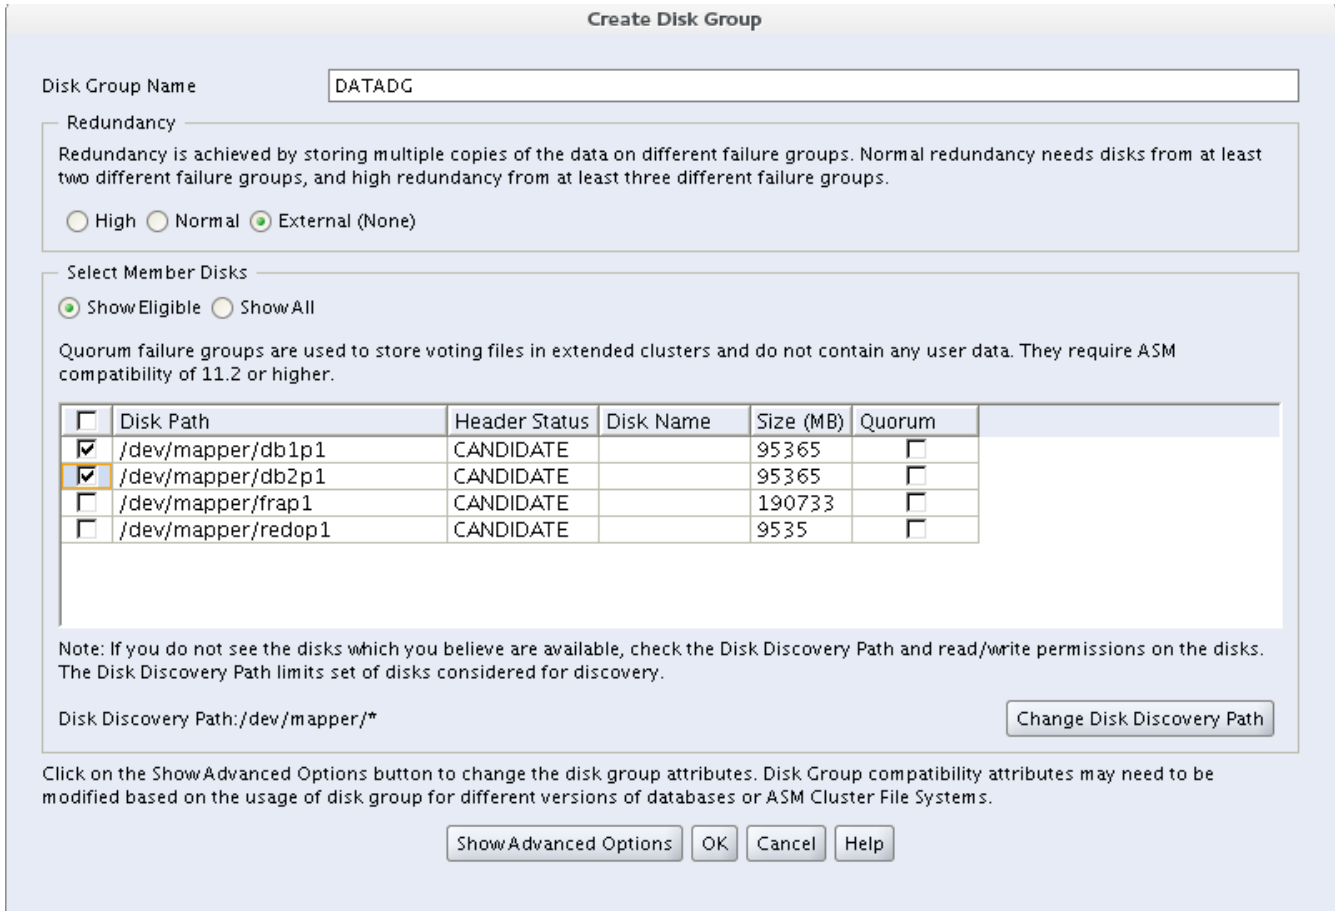 Create Disk Group
Disk Group Name DATADG
Redundancy
Redundancy is achieved by storing multiple copies of the data on different failure groups. Normal redundancy needs disks from at least
two different failure groups, and high redundancy from at least three different failure groups.
High Normal External (None)
Select Member Disks
Show Eligible Show All
Quorum failure groups are used to store voting files in extended clusters and do not contain any user data. They require ASM
compatibility of 11.2 or higher.
Disk Path Header Status Disk Name Size (MB) Quorum
/dev/mapper/db1p1 CANDIDATE 95365
/dev/mapper/db2p1 CANDIDATE 95365
/dev/mapper/frap1 CANDIDATE 190733
/dev/mapper/redop1 CANDIDATE 9535
Note: If you do not see the disks which you believe are available, check the Disk Discovery Path and read/write permissions on the disks.
The Disk Discovery Path limits set of disks considered for discovery.
Disk Discovery Path:/dev/mapper/* Change Disk Discovery Path
Click on the Show Advanced Options button to change the disk group attributes. Disk Group compatibility attributes may need to be
modified based on the usage of disk group for different versions of databases or ASM Cluster File Systems.
Show Advanced Options OK Cancel Help